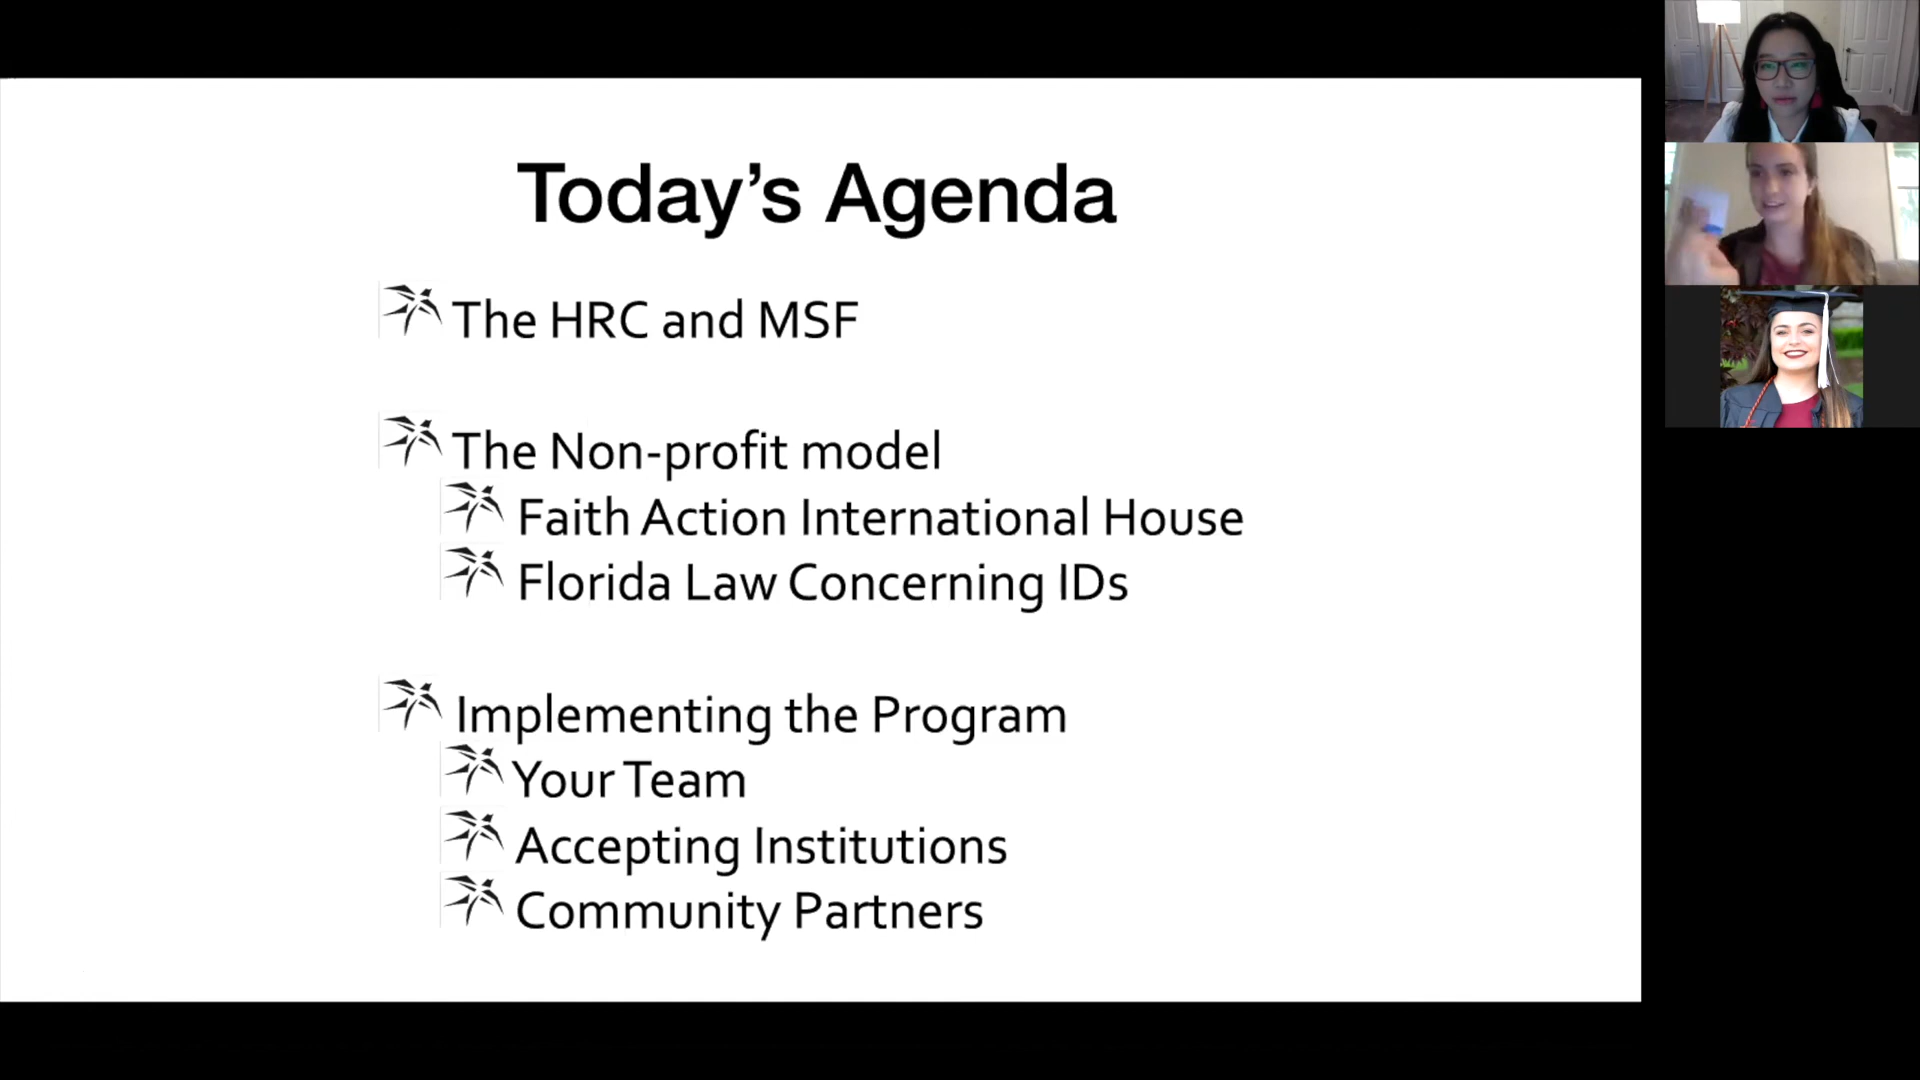 Today's Agenda
The HRC and MSF
The Non-profit model
Faith Action International House
Florida Law Concerning IDs
Implementing the Program
Your Team
Accepting Institutions
Community Partners